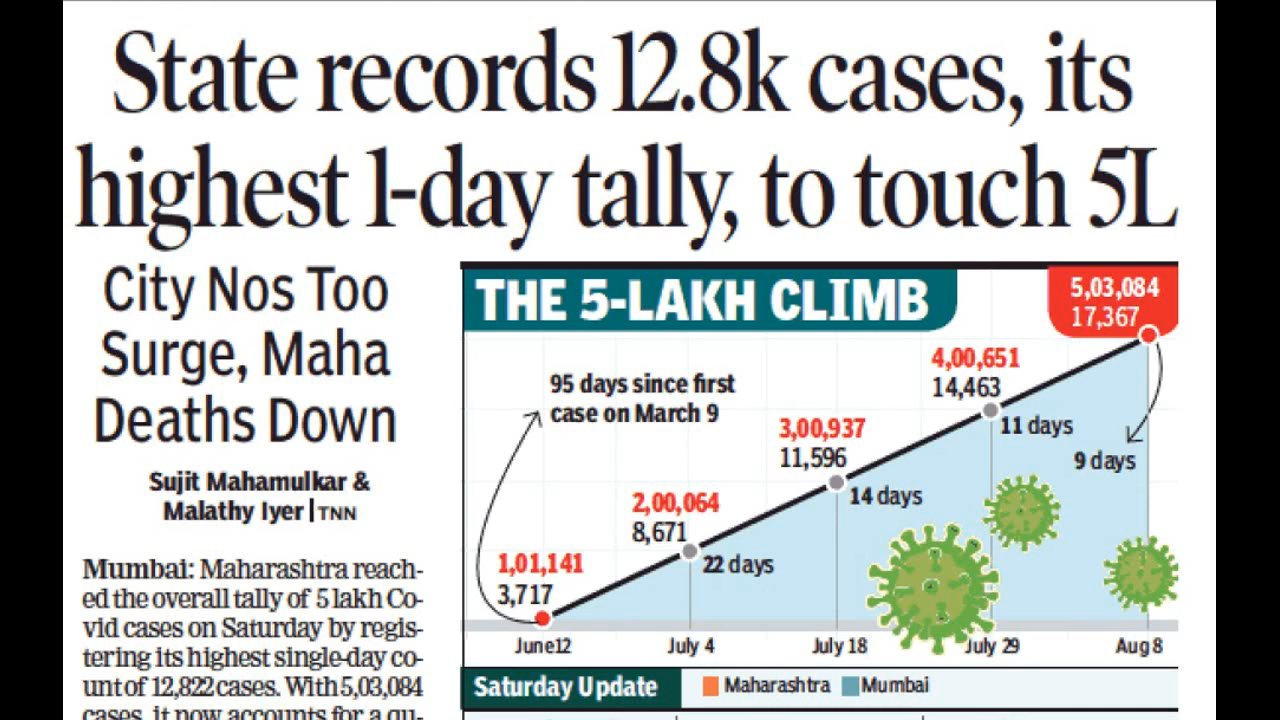 State records 12.8k cases, its
highest 1-day tally, to touch 5L
City Nos Too
Surge, Maha
Deaths Down
Sujit Mahamulkar &
Malathy Iyer|TNN
Mumbai: Maharashtra reach-
ed the overall tally of 5 lakh Co-
vid cases on Saturday by regis-
tering its highest single-day co-
unt of 12,822 cases. With 5,03,084
cases, it now accounts for a qu-
THE 5-LAKH CLIMB
5,03,084
17,367
95 days since first
case on March 9
4,00,651
14,463
11 days
9 days
3,00,937
11,596
14 days
2,00,064
8,671
22 days
1,01,141
3,717
June12
July 4
July 18
July 29
Aug 8
Saturday Update
Maharashtra
Mumbai